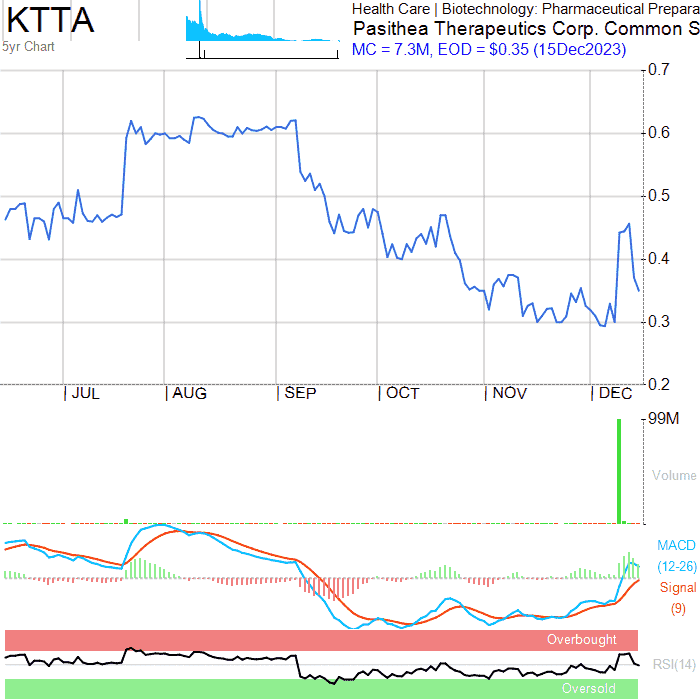 KTTA
5yr Chart
Health Care | Biotechnology: Pharmaceutical Prepara
Pasithea Therapeutics Corp. Common S
MC = 7.3M, EOD = $0.35 (15Dec2023)
0.7
0.6
0.5
0.4
0.3
0.2
JUL AUG SEP OCT NOV DEC
99M
Volume
MACD
(12-26)
Signal
(9)
Overbought
RSI(14)
Oversold